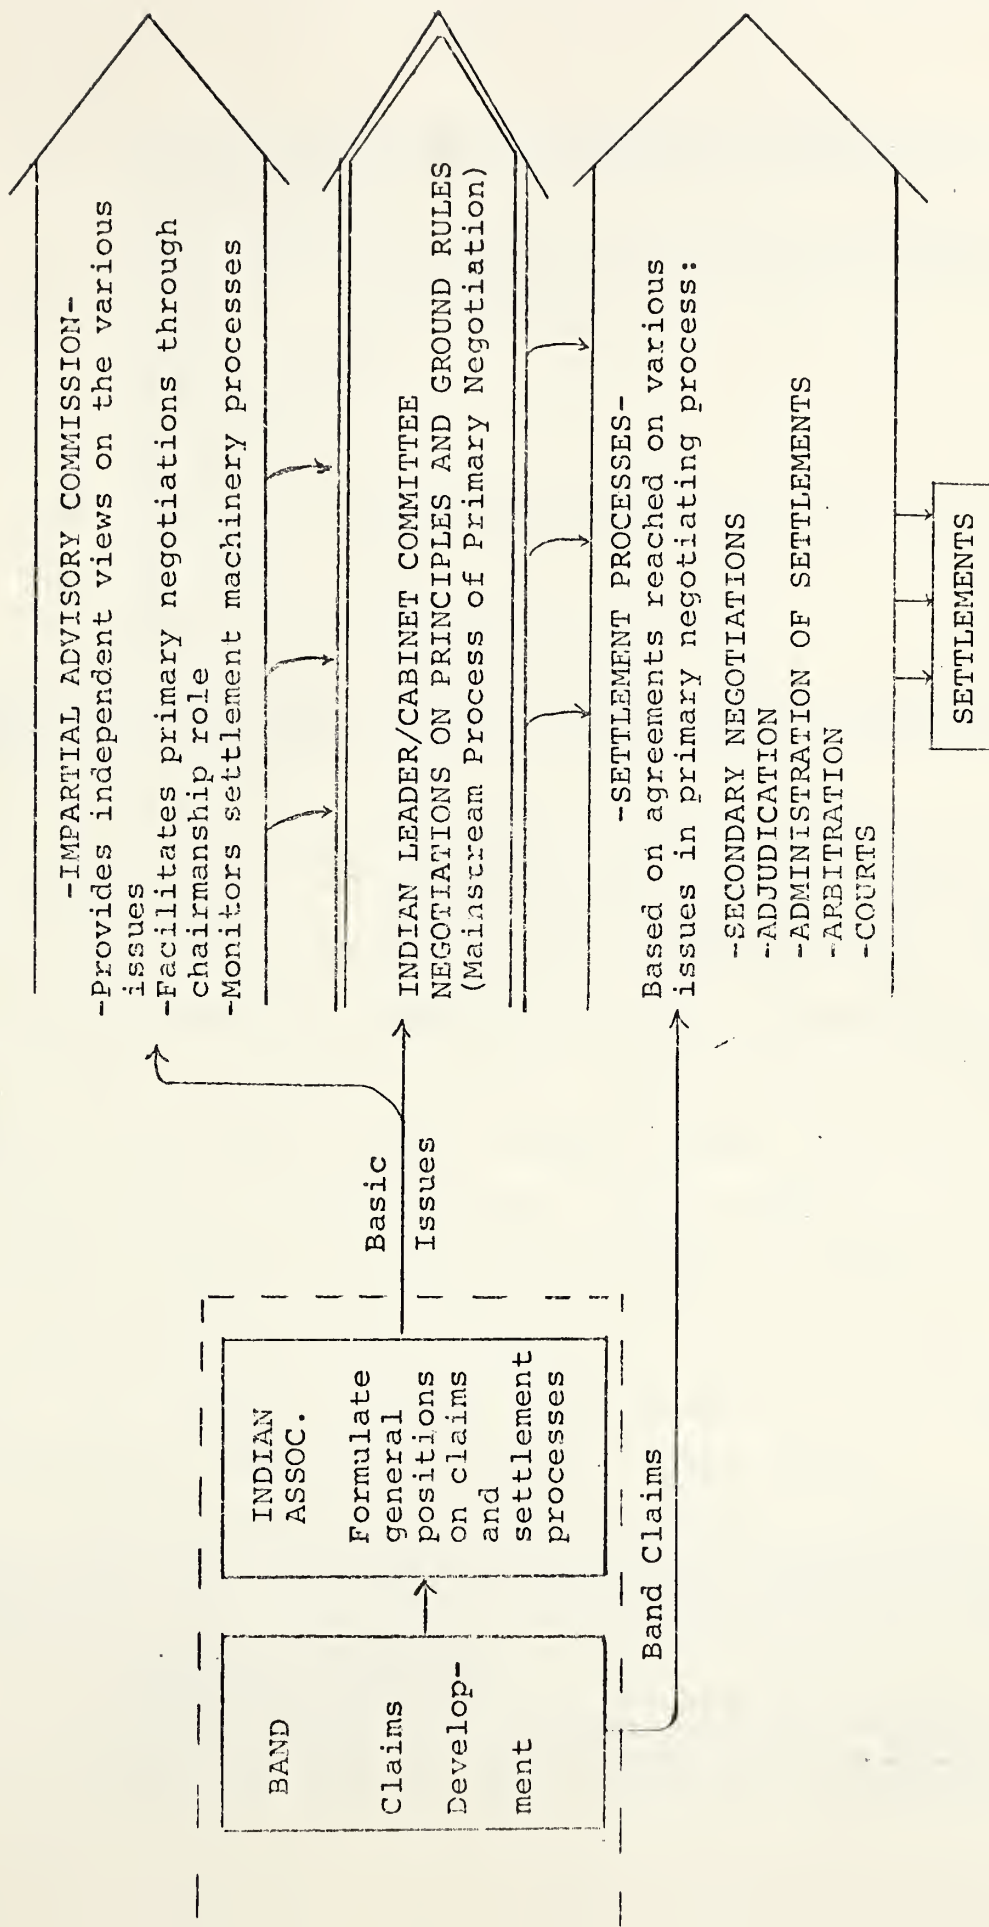 BAND
Claims
Develop-
ment
INDIAN
ASSOC.
Formulate
general
positions
on claims
and
settlement
processes
Basic
Issues
Band Claims
-IMPARTIAL ADVISORY COMMISSION-
-Provides independent views on the various
issues
-Facilitates primary negotiations through
chairmanship role
-Monitors settlement machinery processes
INDIAN LEADER/CABINET COMMITTEE
NEGOTIATIONS ON PRINCIPLES AND GROUND RULES
(Mainstream Process of Primary Negotiation)
-SETTLEMENT PROCESSES-
Based on agreements reached on various
issues in primary negotiating process:
-SECONDARY NEGOTIATIONS
-ADJUDICATION
-ADMINISTRATION OF SETTLEMENTS
-ARBITRATION
-COURTS
SETTLEMENTS